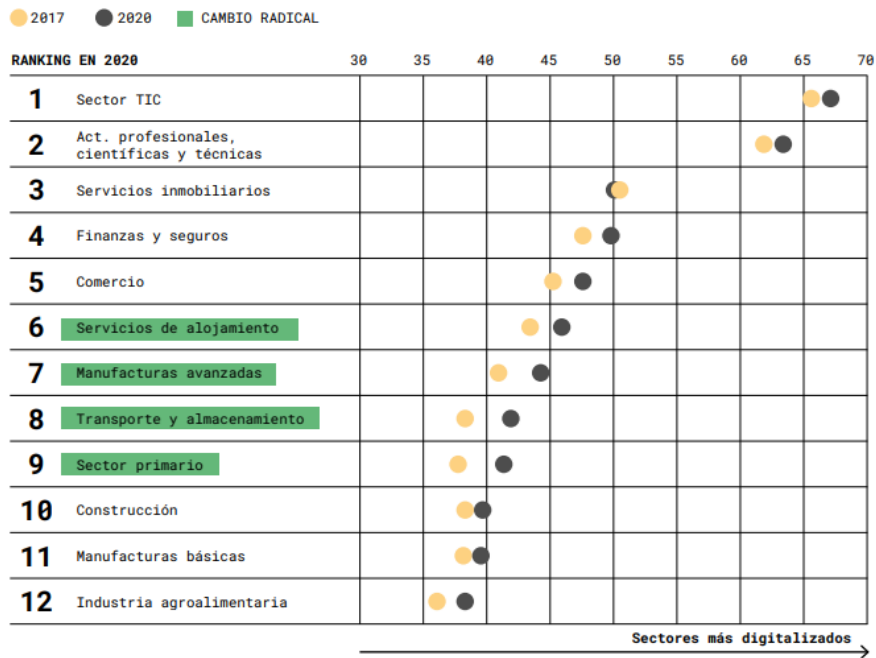 2017 2020 CAMBIO RADICAL
RANKING EN 2020 30 35 40 45 50 55 60 65 70
1 Sector TIC
2 Act. profesionales,
científicas y técnicas
3 Servicios inmobiliarios
4 Finanzas y seguros
5 Comercio
6 Servicios de alojamiento
7 Manufacturas avanzadas
8 Transporte y almacenamiento
9 Sector primario
10 Construcción
11 Manufacturas básicas
12 Industria agroalimentaria
Sectores más digitalizados